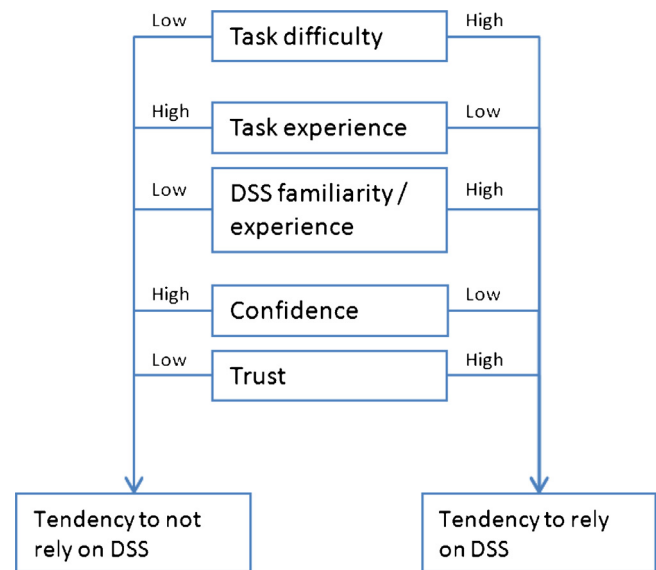 Low
Task difficulty
High
High
Task experience
Low
Low
DSS familiarity /
experience
High
High
Confidence
Low
Low
Trust
High
Tendency to not
rely on DSS
Tendency to rely
on DSS